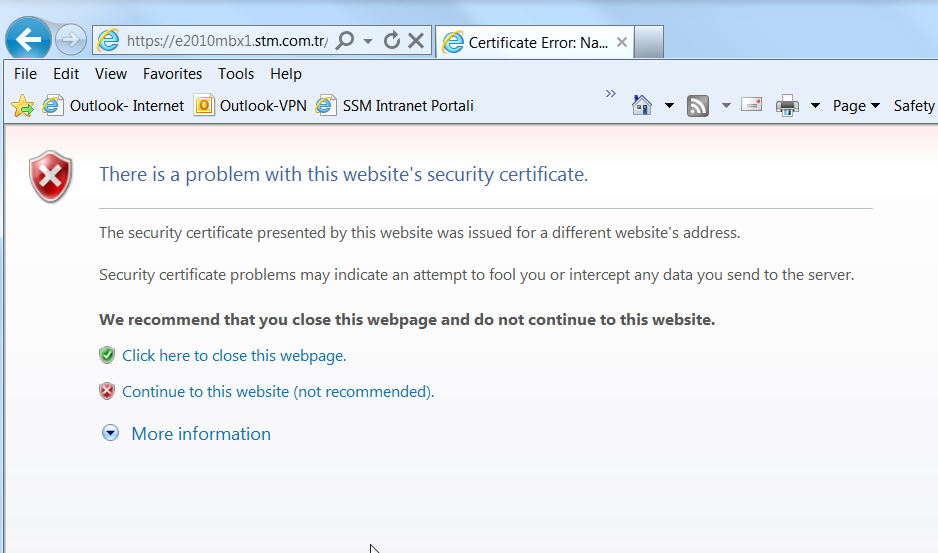 https://e2010mbx1.stm.com.tr/
Certificate Error: Na...
File Edit View Favorites Tools Help
Outlook- Internet Outlook-VPN SSM Intranet Portali
Page Safety
There is a problem with this website's security certificate.
The security certificate presented by this website was issued for a different website's address.
Security certificate problems may indicate an attempt to fool you or intercept any data you send to the server.
We recommend that you close this webpage and do not continue to this website.
Click here to close this webpage.
Continue to this website (not recommended).
More information